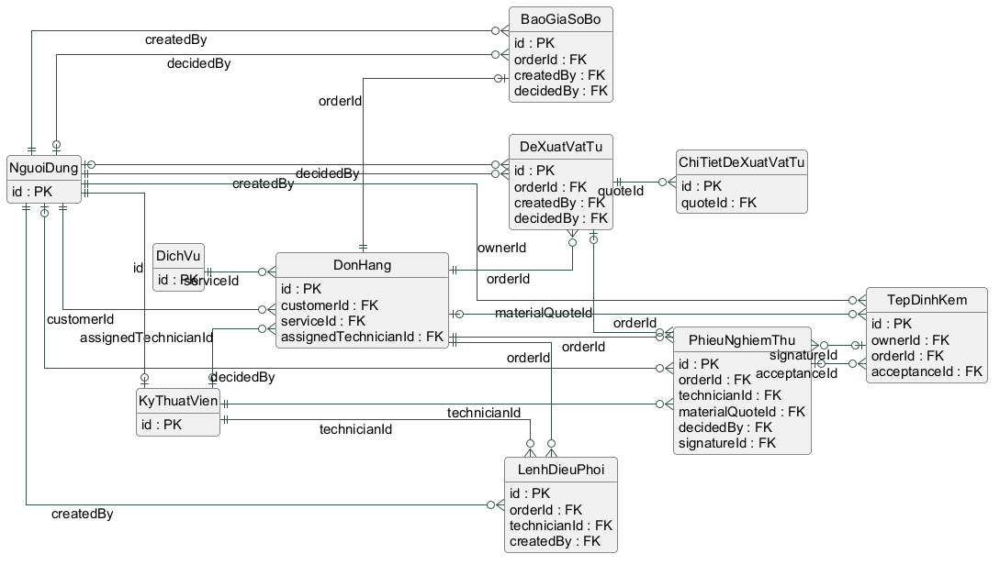 BaoGiaSoBo
id : PK
orderId : FK
createdBy : FK
decidedBy : FK
createdBy
decidedBy
orderId
NguoiDung
id : PK
DeXuatVatTu
id : PK
orderId : FK
createdBy : FK
decidedBy : FK
decidedBy
createdBy
quoteId
ChiTietDeXuatVatTu
id : PK
quoteId : FK
DichVu
id : PK
serviceId
id
DonHang
id : PK
customerId : FK
serviceId : FK
assignedTechnicianId : FK
ownerId
orderId
customerId
assignedTechnicianId
materialQuoteId
orderId
orderId
orderId
TepDinhKem
id : PK
ownerId : FK
orderId : FK
acceptanceId : FK
PhieuNghiemThu
id : PK
orderId : FK
technicianId : FK
materialQuoteId : FK
decidedBy : FK
signatureId : FK
signatureId
acceptanceId
decidedBy
KyThuatVien
id : PK
technicianId
technicianId
LenhDieuPhoi
id : PK
orderId : FK
technicianId : FK
createdBy : FK
createdBy